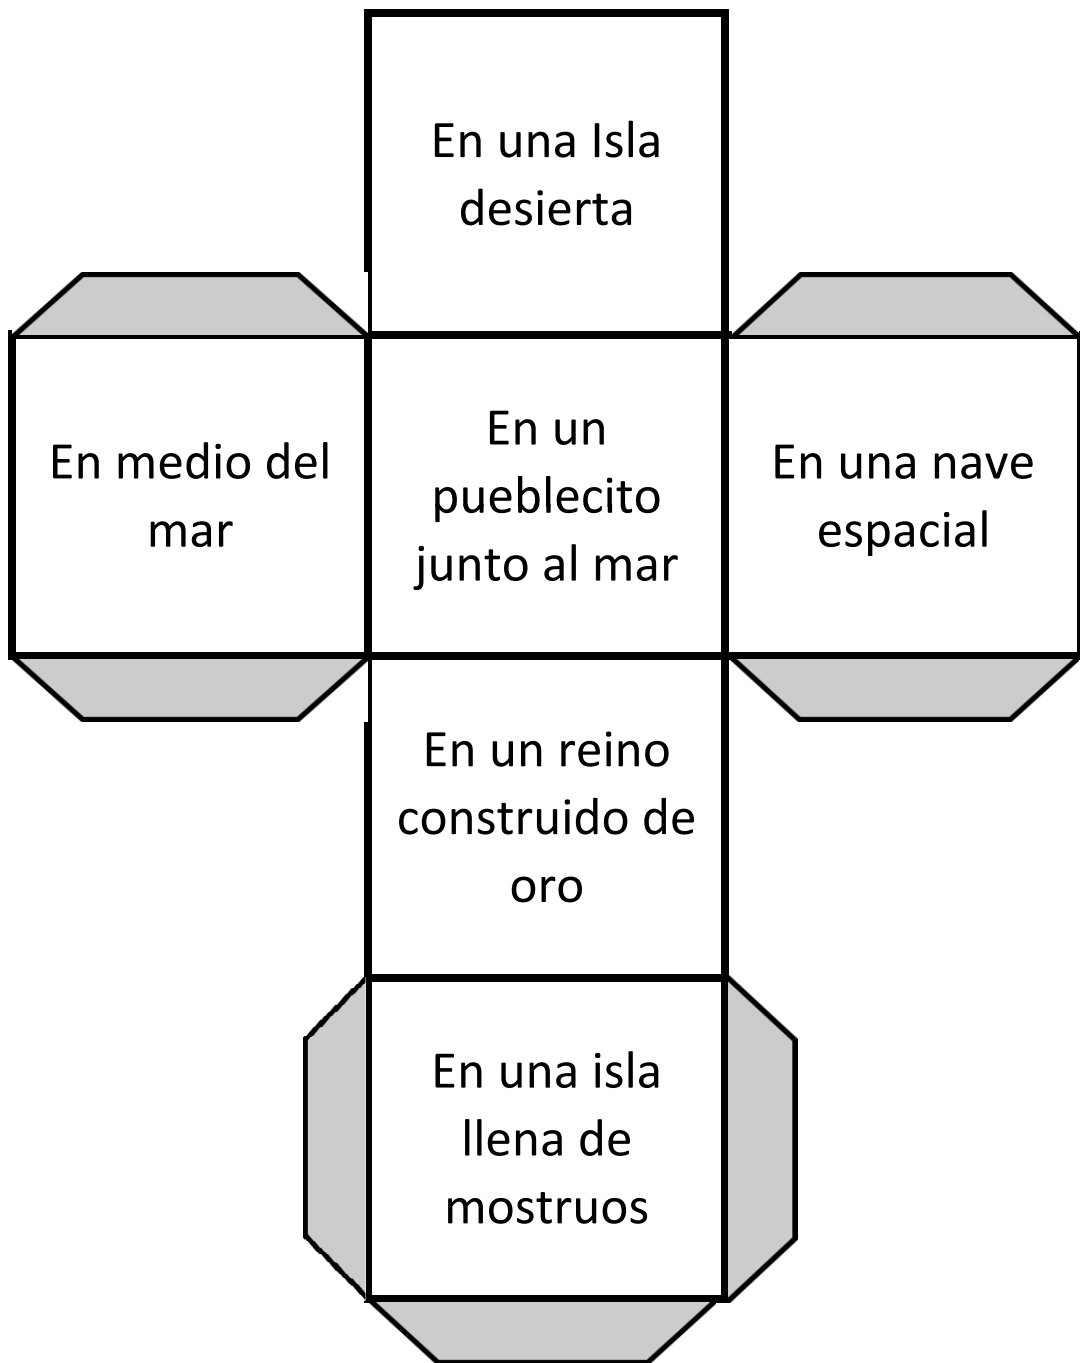 En una Isla
desierta
En medio del
mar
En un
pueblecito
junto al mar
En una nave
espacial
En un reino
construido de
oro
En una isla
llena de
mostruos